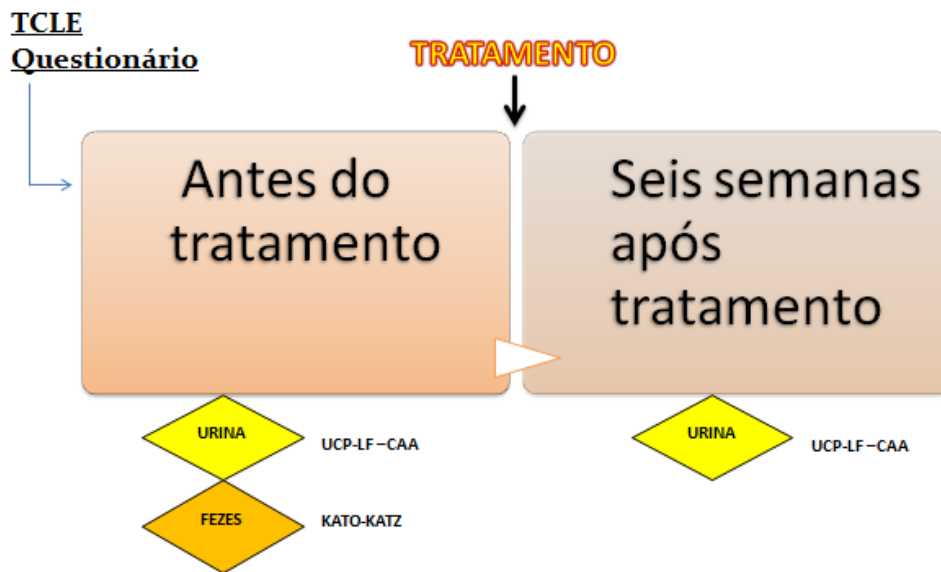 TCLE
Questionário
TRATAMENTO
Antes do
tratamento
Seis semanas
após
tratamento
URINA
UCP-LF –CAA
FEZES
KATO-KATZ
URINA
UCP-LF –CAA